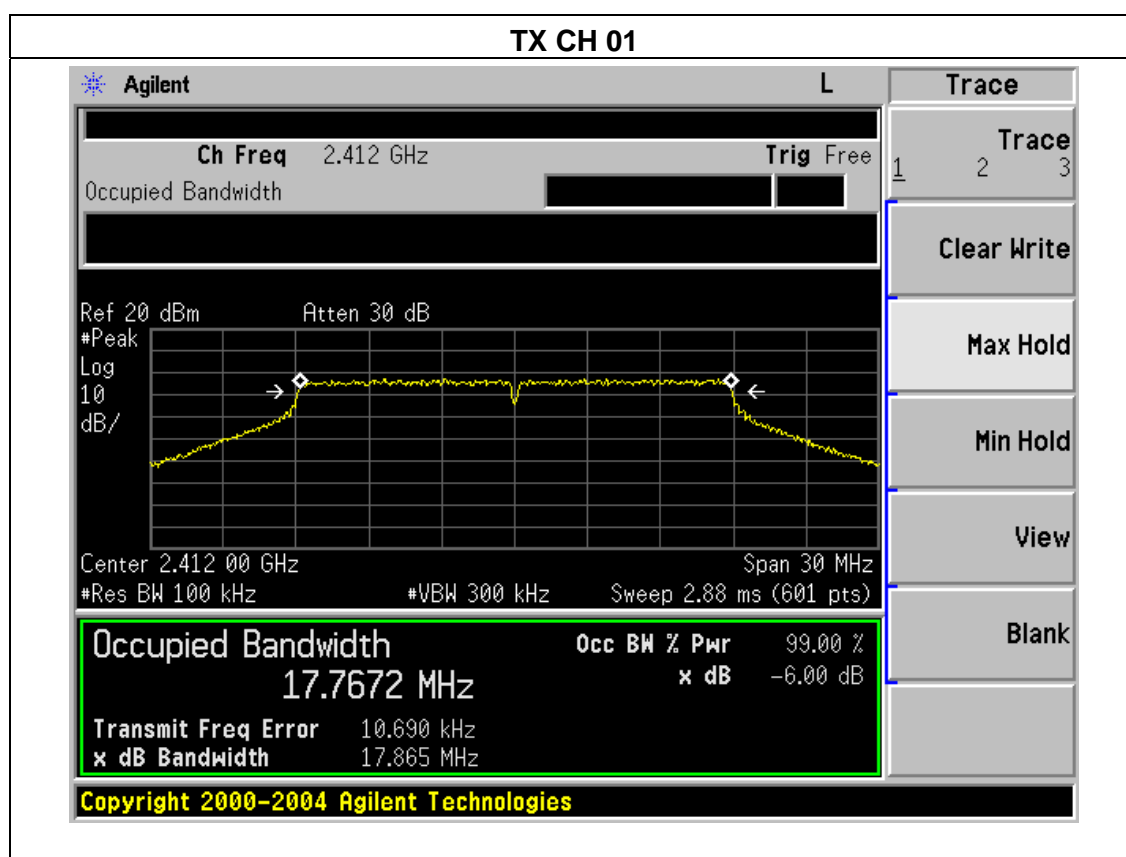 TX CH 01
Agilent L Trace
Ch Freq 2.412 GHz Trig Free
Occupied Bandwidth
Trace
1 2 3
Clear Write
Max Hold
Min Hold
View
Blank
Ref 20 dBm Atten 30 dB
#Peak
Log
10
dB/
Center 2.412 00 GHz Span 30 MHz
#Res BW 100 kHz #VBW 300 kHz Sweep 2.88 ms (601 pts)
Occupied Bandwidth Occ BW % Pwr 99.00 %
17.7672 MHz x dB -6.00 dB
Transmit Freq Error 10.690 kHz
x dB Bandwidth 17.865 MHz
Copyright 2000-2004 Agilent Technologies